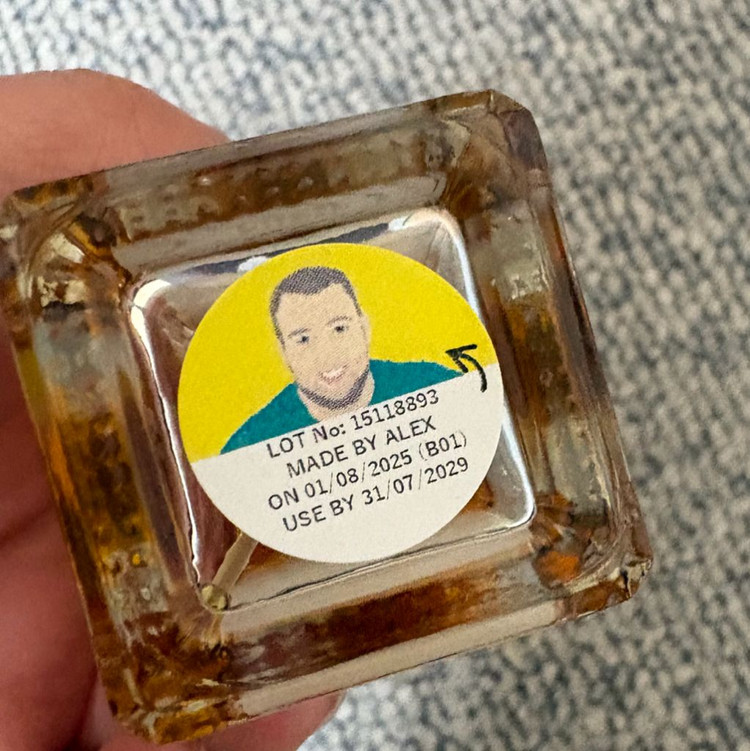 LOT No: 15118893
MADE BY ALEX
ON 01/08/2025 (B01)
USE BY 31/07/2029